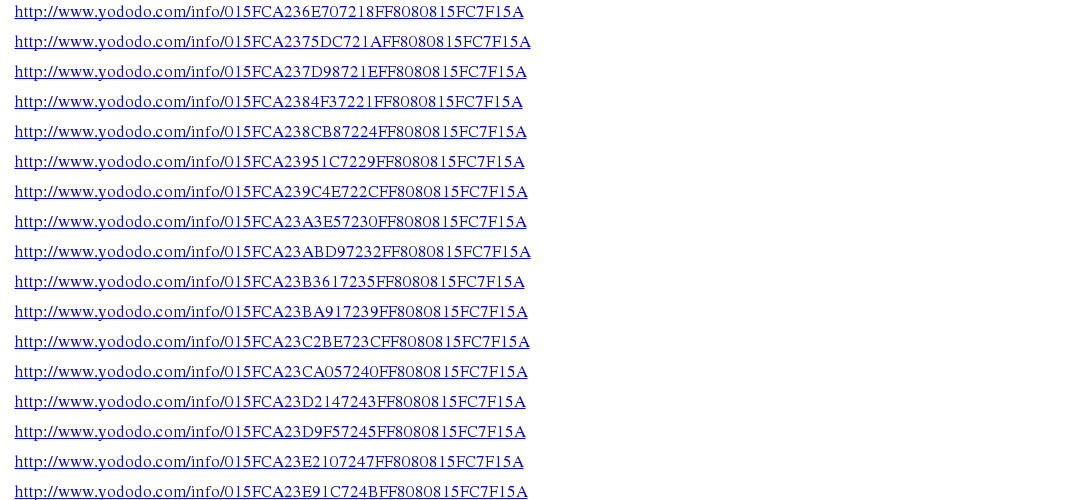 http://www.yododo.com/info/015FCA236E707218FF8080815FC7F15A
http://www.yododo.com/info/015FCA2375DC721AFF8080815FC7F15A
http://www.yododo.com/info/015FCA237D98721EFF8080815FC7F15A
http://www.yododo.com/info/015FCA2384F37221FF8080815FC7F15A
http://www.yododo.com/info/015FCA238CB87224FF8080815FC7F15A
http://www.yododo.com/info/015FCA23951C7229FF8080815FC7F15A
http://www.yododo.com/info/015FCA239C4E722CFF8080815FC7F15A
http://www.yododo.com/info/015FCA23A3E57230FF8080815FC7F15A
http://www.yododo.com/info/015FCA23ABD97232FF8080815FC7F15A
http://www.yododo.com/info/015FCA23B3617235FF8080815FC7F15A
http://www.yododo.com/info/015FCA23BA917239FF8080815FC7F15A
http://www.yododo.com/info/015FCA23C2BE723CFF8080815FC7F15A
http://www.yododo.com/info/015FCA23CA057240FF8080815FC7F15A
http://www.yododo.com/info/015FCA23D2147243FF8080815FC7F15A
http://www.yododo.com/info/015FCA23D9F57245FF8080815FC7F15A
http://www.yododo.com/info/015FCA23E2107247FF8080815FC7F15A
http://www.yododo.com/info/015FCA23E91C724BFF8080815FC7F15A